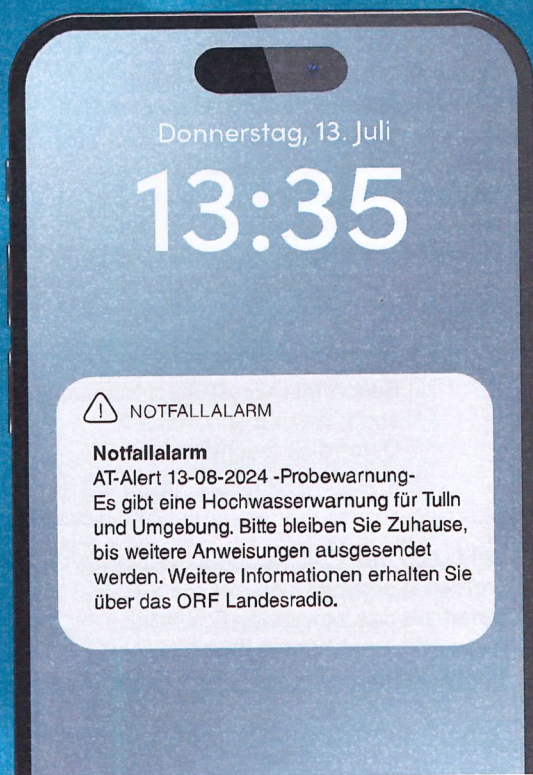 Donnerstag, 13. Juli
13:35
NOTFALLALARM
Notfallalarm
AT-Alert 13-08-2024 -Probewarnung-
Es gibt eine Hochwasserwarnung für Tulln
und Umgebung. Bitte bleiben Sie Zuhause,
bis weitere Anweisungen ausgesendet
werden. Weitere Informationen erhalten Sie
über das ORF Landesradio.